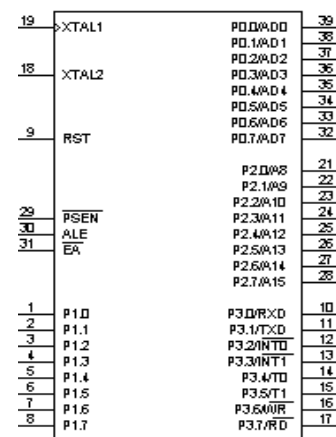 19 XTAL1 P0.0/AD0 39
P0.1/AD1 38
P0.2/AD2 37
18 XTAL2 P0.3/AD3 36
P0.4/AD4 35
P0.5/AD5 34
P0.6/AD6 33
9 RST P0.7/AD7 32
P2.0/A8 21
P2.1/A9 22
P2.2/A10 23
29 PSEN P2.3/A11 24
30 ALE P2.4/A12 25
31 EA P2.5/A13 26
P2.6/A14 27
P2.7/A15 28
1 P1.0 P3.0/RXD 10
2 P1.1 P3.1/TXD 11
3 P1.2 P3.2/INT0 12
4 P1.3 P3.3/INT1 13
5 P1.4 P3.4/T0 14
6 P1.5 P3.5/T1 15
7 P1.6 P3.6/WR 16
8 P1.7 P3.7/RD 17